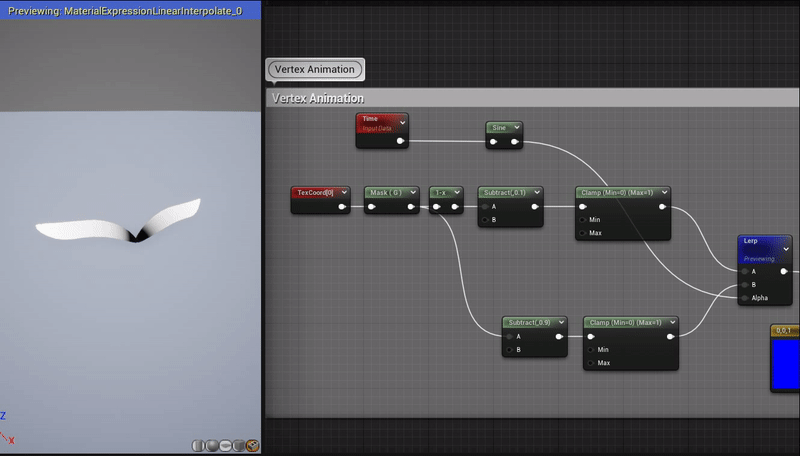 Previewing: MaterialExpressionLinearInterpolate_0
Vertex Animation
Vertex Animation
Time
Input Data
Sine
TexCoord[0]
Mask ( G )
1-x
Subtract(,0.1)
A
B
Clamp (Min=0) (Max=1)
Min
Max
Lerp
Previewing
A
B
Alpha
Subtract(,0.9)
A
B
Clamp (Min=0) (Max=1)
Min
Max
0,0,1
Z
X